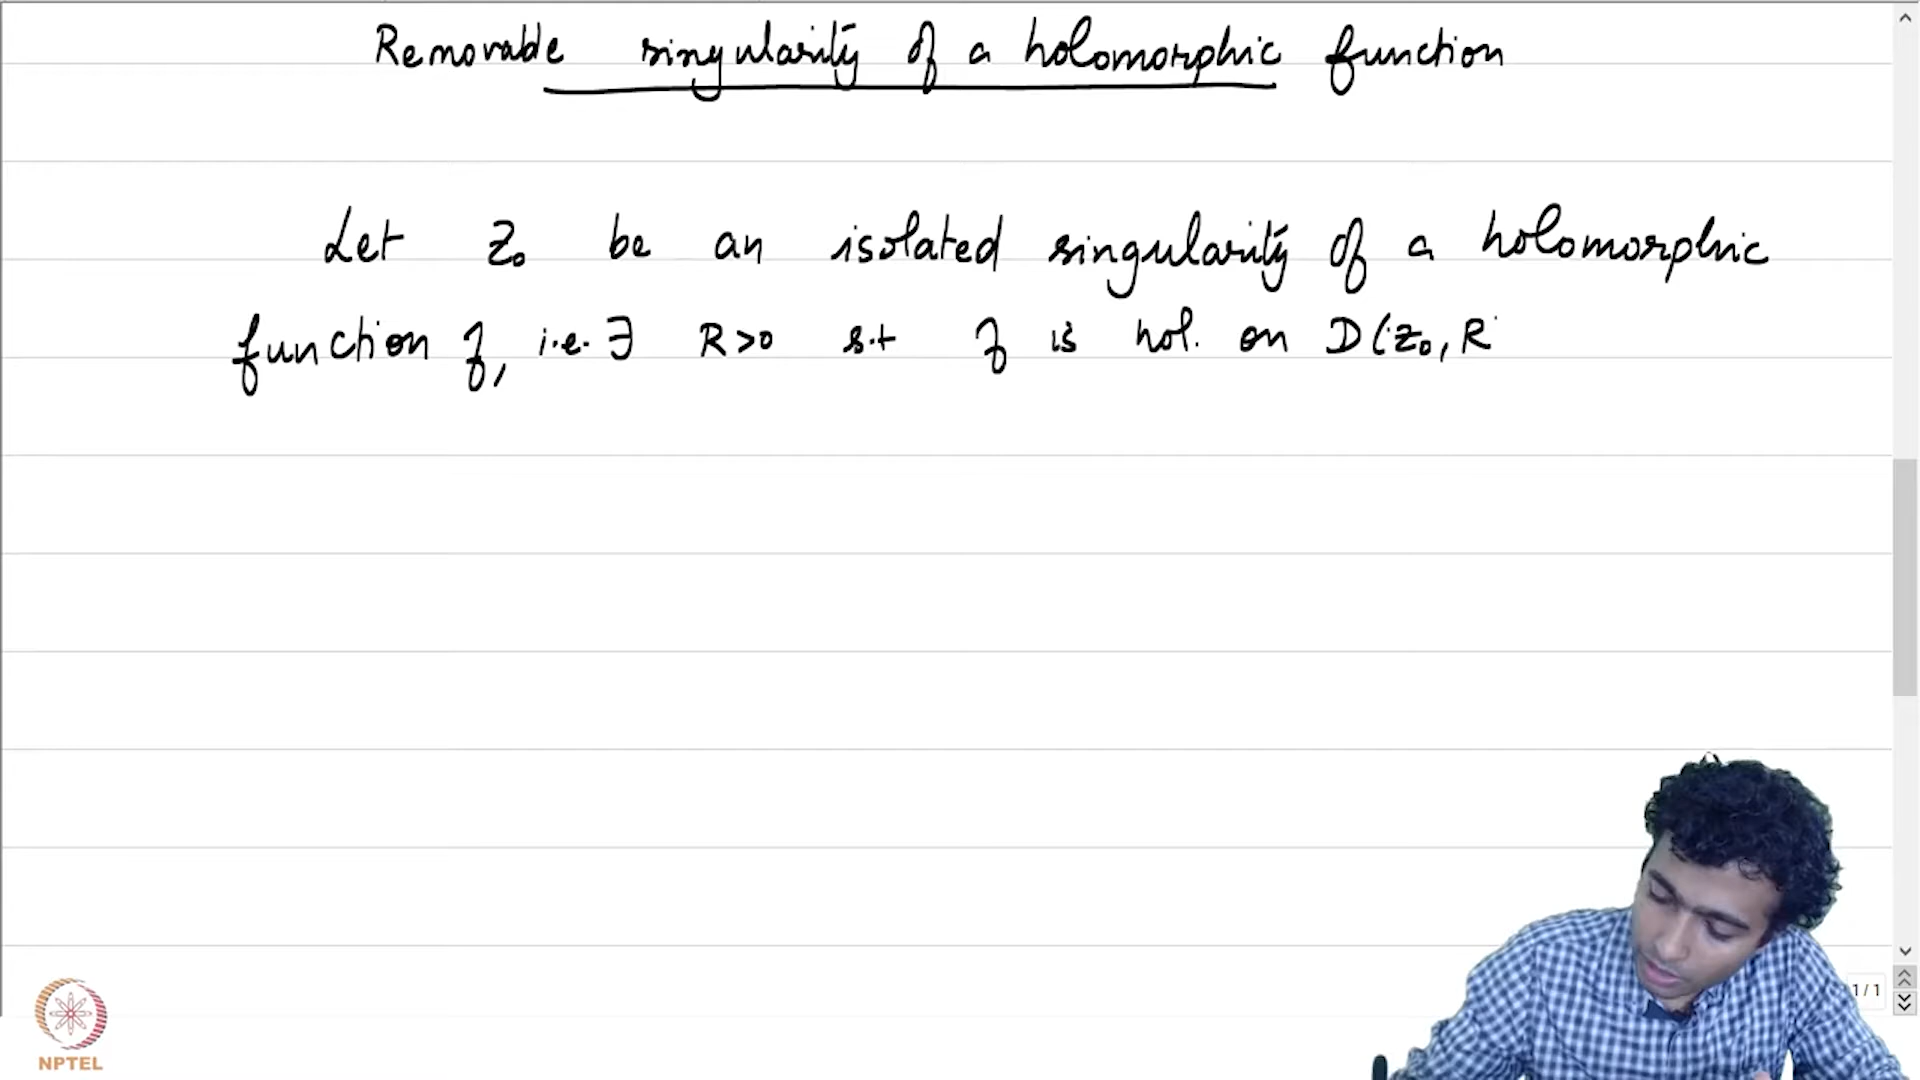 Removable singularity of a holomorphic function
Let z₀ be an isolated singularity of a holomorphic
function f, i.e. ∃ R>0 s.t f is hol. on D(z₀, R
1/1
NPTEL